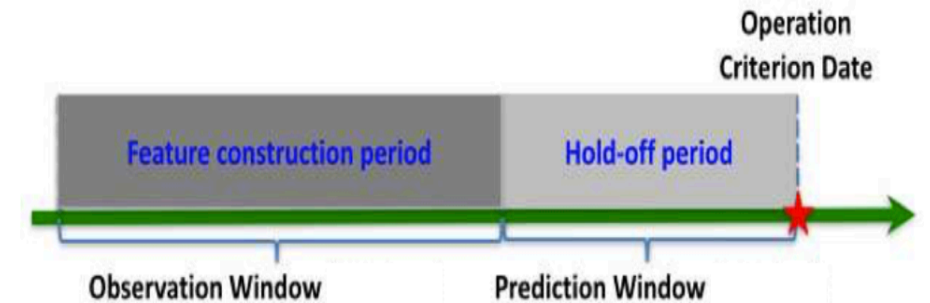 Operation
Criterion Date
Feature construction period
Hold-off period
Observation Window
Prediction Window